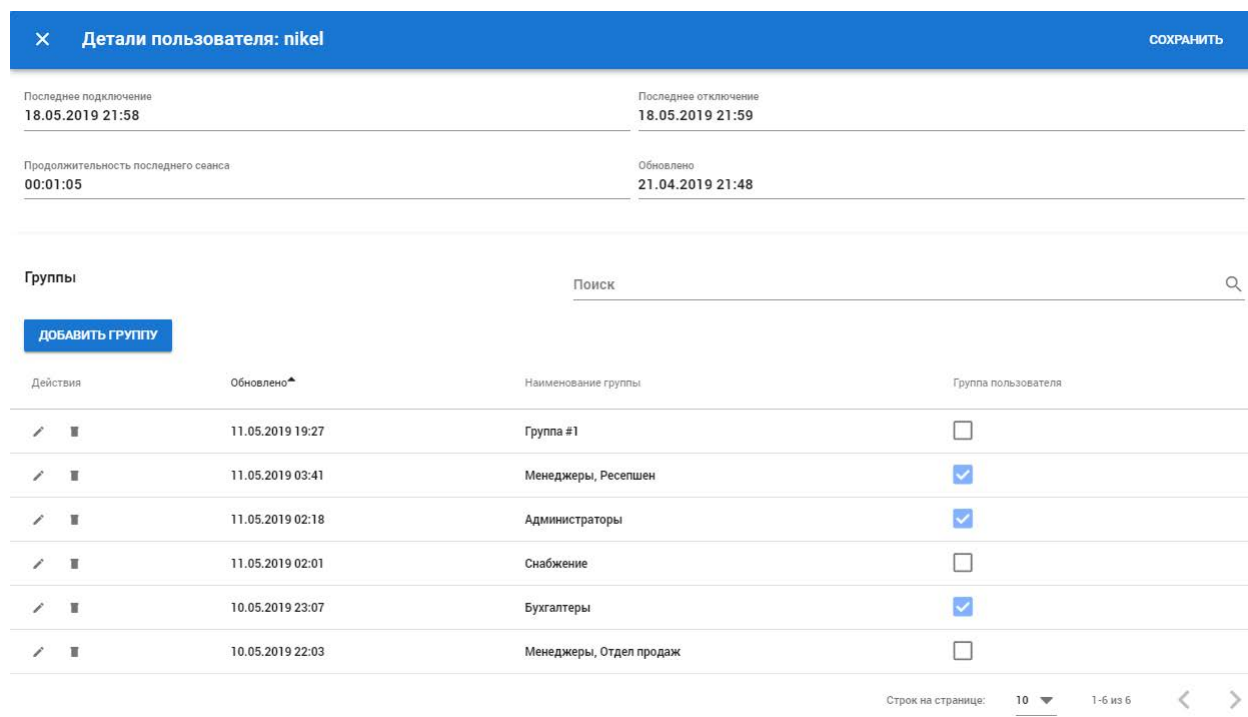 Детали пользователя: nikel СОХРАНИТЬ
Последнее подключение Последнее отключение
18.05.2019 21:58 18.05.2019 21:59
Продолжительность последнего сеанса Обновлено
00:01:05 21.04.2019 21:48
Группы Поиск
ДОБАВИТЬ ГРУППУ
Действия Обновлено Наименование группы Группа пользователя
11.05.2019 19:27 Группа #1
11.05.2019 03:41 Менеджеры, Ресепшен
11.05.2019 02:18 Администраторы
11.05.2019 02:01 Снабжение
10.05.2019 23:07 Бухгалтеры
10.05.2019 22:03 Менеджеры, Отдел продаж
Строк на странице: 10 1-6 из 6